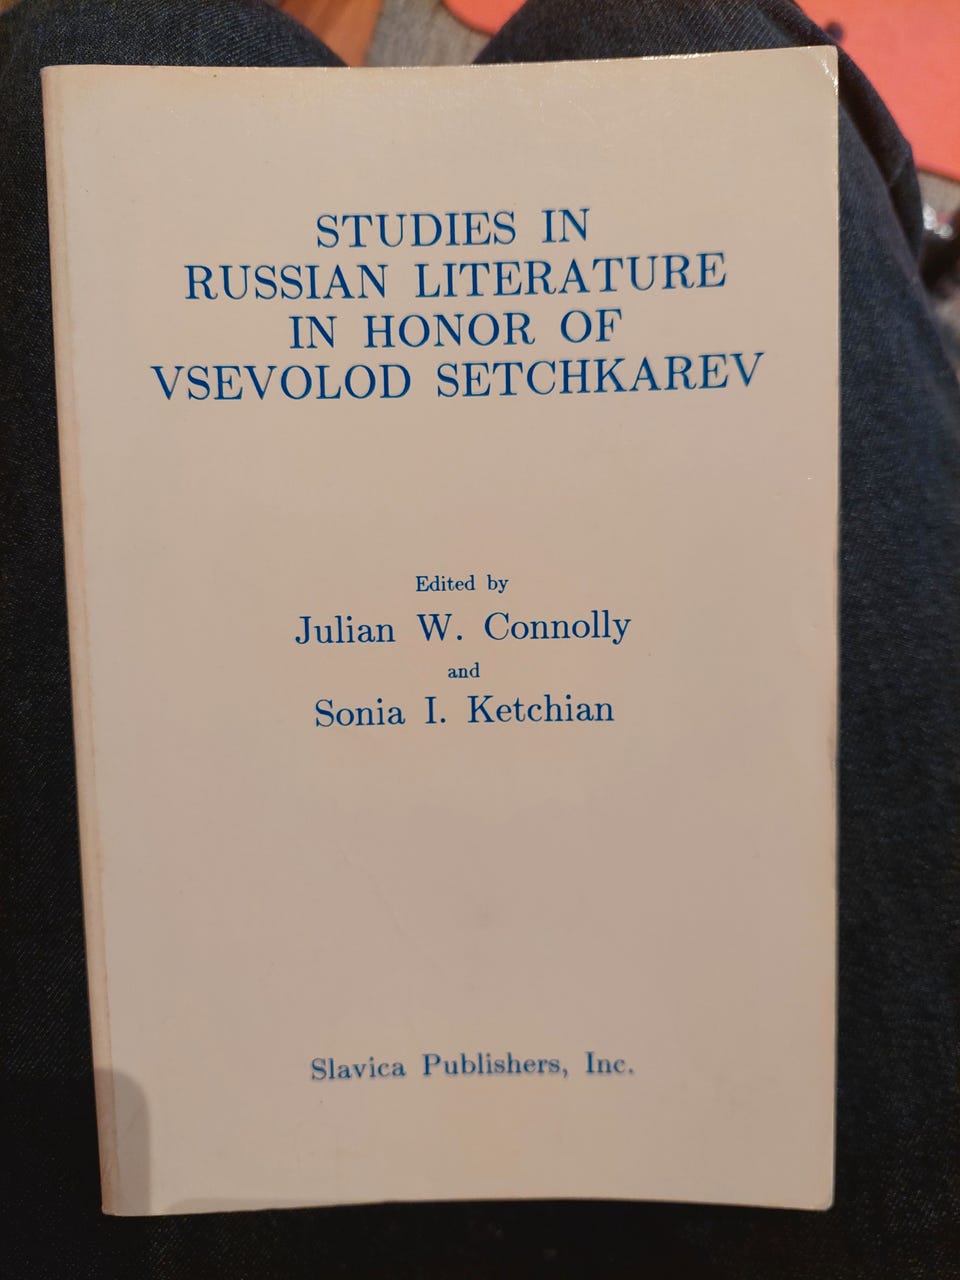 STUDIES IN
RUSSIAN LITERATURE
IN HONOR OF
VSEVOLOD SETCHKAREV
Edited by
Julian W. Connolly
and
Sonia I. Ketchian
Slavica Publishers, Inc.